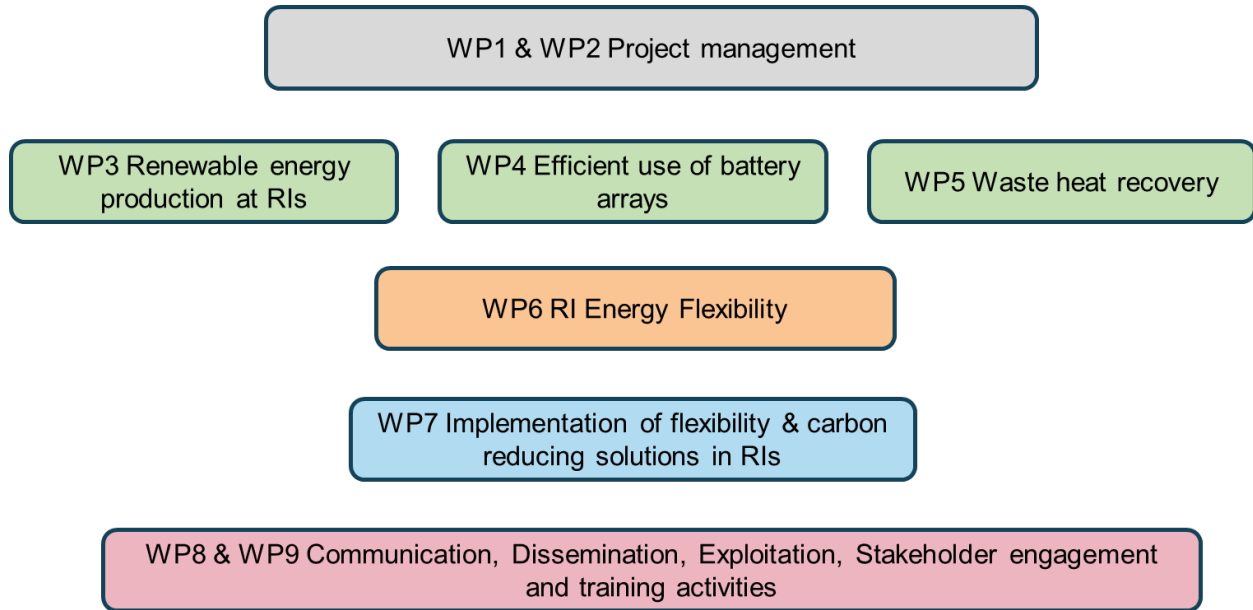 WP1 & WP2 Project management
WP3 Renewable energy
production at RIs
WP4 Efficient use of battery
arrays
WP5 Waste heat recovery
WP6 RI Energy Flexibility
WP7 Implementation of flexibility & carbon
reducing solutions in RIs
WP8 & WP9 Communication, Dissemination, Exploitation, Stakeholder engagement
and training activities